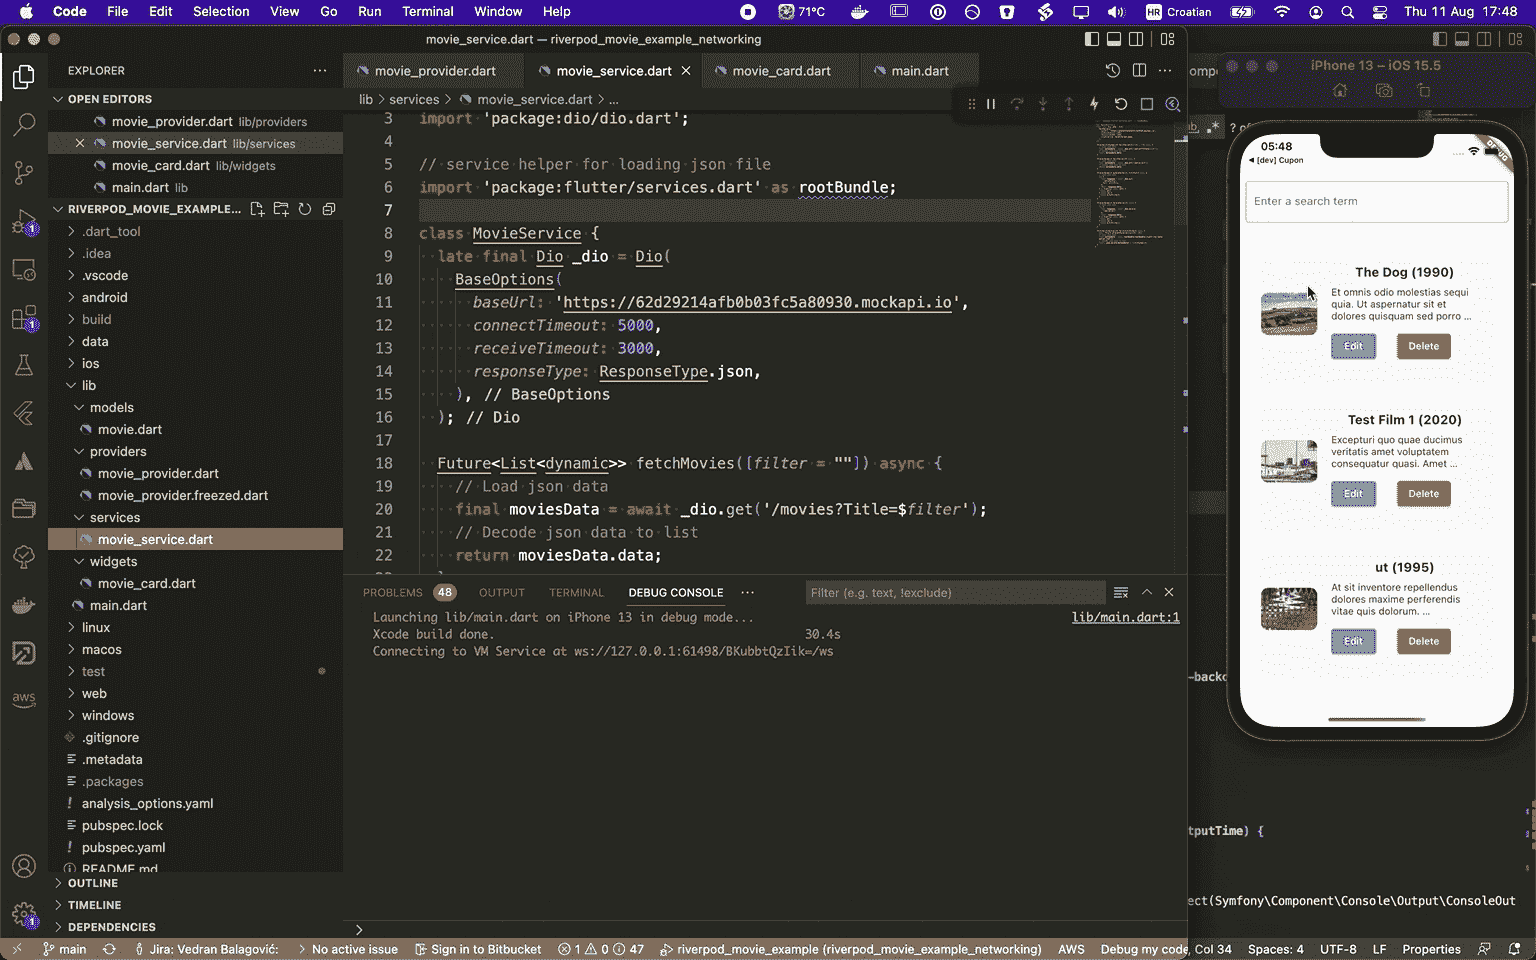 Code File Edit Selection View Go Run Terminal Window Help
71°C HR Croatian Thu 11 Aug 17:48
movie_service.dart — riverpod_movie_example_networking
EXPLORER
OPEN EDITORS
movie_provider.dart lib/providers
movie_service.dart lib/services
movie_card.dart lib/widgets
main.dart lib
RIVERPOD_MOVIE_EXAMPLE...
.dart_tool
.idea
.vscode
android
build
data
ios
lib
models
movie.dart
providers
movie_provider.dart
movie_provider.freezed.dart
services
movie_service.dart
widgets
movie_card.dart
main.dart
linux
macos
test
web
windows
.gitignore
.metadata
.packages
analysis_options.yaml
pubspec.lock
pubspec.yaml
README.md
OUTLINE
TIMELINE
DEPENDENCIES
1
1
aws
1
movie_provider.dart movie_service.dart movie_card.dart main.dart
lib > services > movie_service.dart > ...
3 import 'package:dio/dio.dart';
4
5 // service helper for loading json file
6 import 'package:flutter/services.dart' as rootBundle;
7
8 class MovieService {
9 late final Dio _dio = Dio(
10 BaseOptions(
11 baseUrl: 'https://62d29214afb0b03fc5a80930.mockapi.io',
12 connectTimeout: 5000,
13 receiveTimeout: 3000,
14 responseType: ResponseType.json,
15 ), // BaseOptions
16 ); // Dio
17
18 Future<List<dynamic>> fetchMovies([filter = ""]) async {
19 // Load json data
20 final moviesData = await _dio.get('/movies?Title=$filter');
21 // Decode json data to list
22 return moviesData.data;
PROBLEMS 48 OUTPUT TERMINAL DEBUG CONSOLE Filter (e.g. text, !exclude)
Launching lib/main.dart on iPhone 13 in debug mode... lib/main.dart:1
Xcode build done. 30.4s
Connecting to VM Service at ws://127.0.0.1:61498/BKubbtQzIik=/ws
main Jira: Vedran Balagović: No active issue Sign in to Bitbucket 1 0 47 riverpod_movie_example (riverpod_movie_example_networking) AWS Debug my code
Col 34 Spaces: 4 UTF-8 LF Properties
iPhone 13 – iOS 15.5
? of
05:48
[dev] Cupon
Enter a search term
The Dog (1990)
Et omnis odio molestias sequi
quia. Ut aspernatur sit et
dolores quisquam sed porro ...
Edit Delete
Test Film 1 (2020)
Excepturi quo quae ducimus
veritatis amet voluptatem
consequatur quasi. Amet ...
Edit Delete
ut (1995)
At sit inventore repellendus
dolores maxime perferendis
vitae quis dolorum. ...
Edit Delete
tputTime) {
ect(Symfony\Component\Console\Output\ConsoleOut